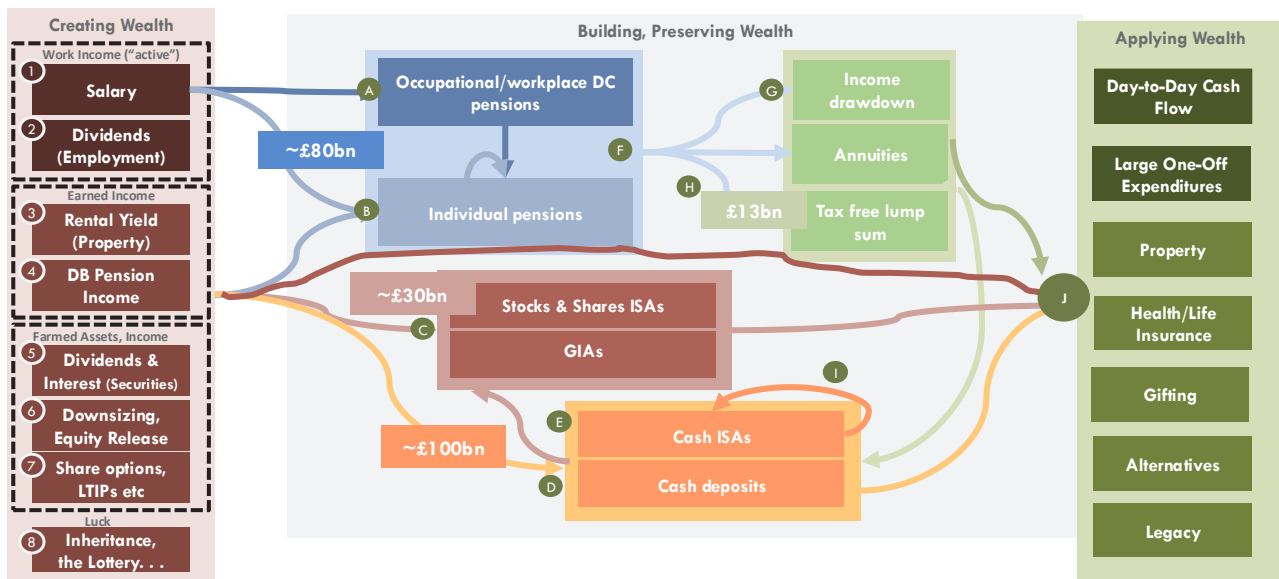 Creating Wealth
Work Income (“active”)
1
Salary
2
Dividends
(Employment)
Earned Income
3
Rental Yield
(Property)
4
DB Pension
Income
Farmed Assets, Income
5
Dividends &
Interest (Securities)
6
Downsizing,
Equity Release
7
Share options,
LTIPs etc
Luck
8
Inheritance,
the Lottery. . .
Building, Preserving Wealth
A
Occupational/workplace DC
pensions
~£80bn
B
Individual pensions
F
G
Income
drawdown
Annuities
H
£13bn
Tax free lump
sum
~£30bn
C
Stocks & Shares ISAs
GIAs
J
I
E
Cash ISAs
~£100bn
D
Cash deposits
Applying Wealth
Day-to-Day Cash
Flow
Large One-Off
Expenditures
Property
Health/Life
Insurance
Gifting
Alternatives
Legacy